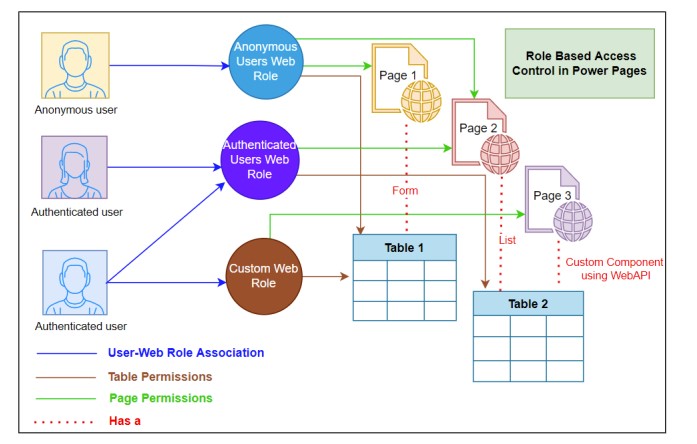 Anonymous
Users Web
Role
Role Based Access
Control in Power Pages
Page 1
Anonymous user
Page 2
Authenticated
Users Web
Role
Form
Page 3
Authenticated user
Table 1
List
Custom Component
using WebAPI
Custom Web
Role
Table 2
Authenticated user
User-Web Role Association
Table Permissions
Page Permissions
Has a